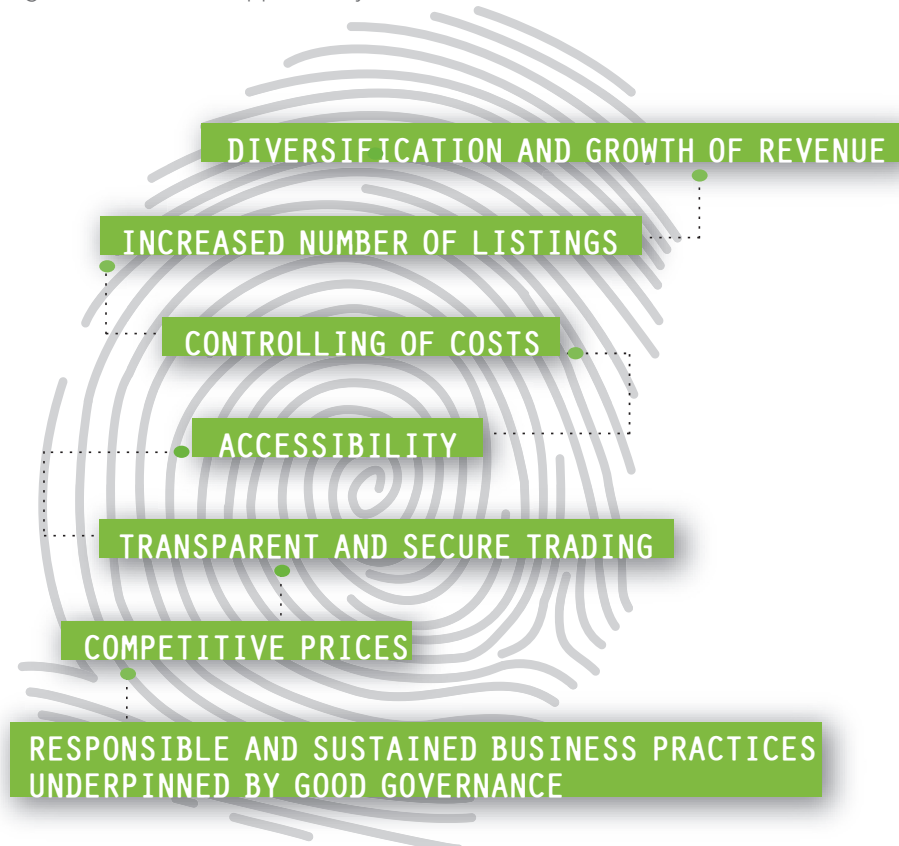 DIVERSIFICATION AND GROWTH OF REVENUE
INCREASED NUMBER OF LISTINGS
CONTROLLING OF COSTS
ACCESSIBILITY
TRANSPARENT AND SECURE TRADING
COMPETITIVE PRICES
RESPONSIBLE AND SUSTAINED BUSINESS PRACTICES
UNDERPINNED BY GOOD GOVERNANCE